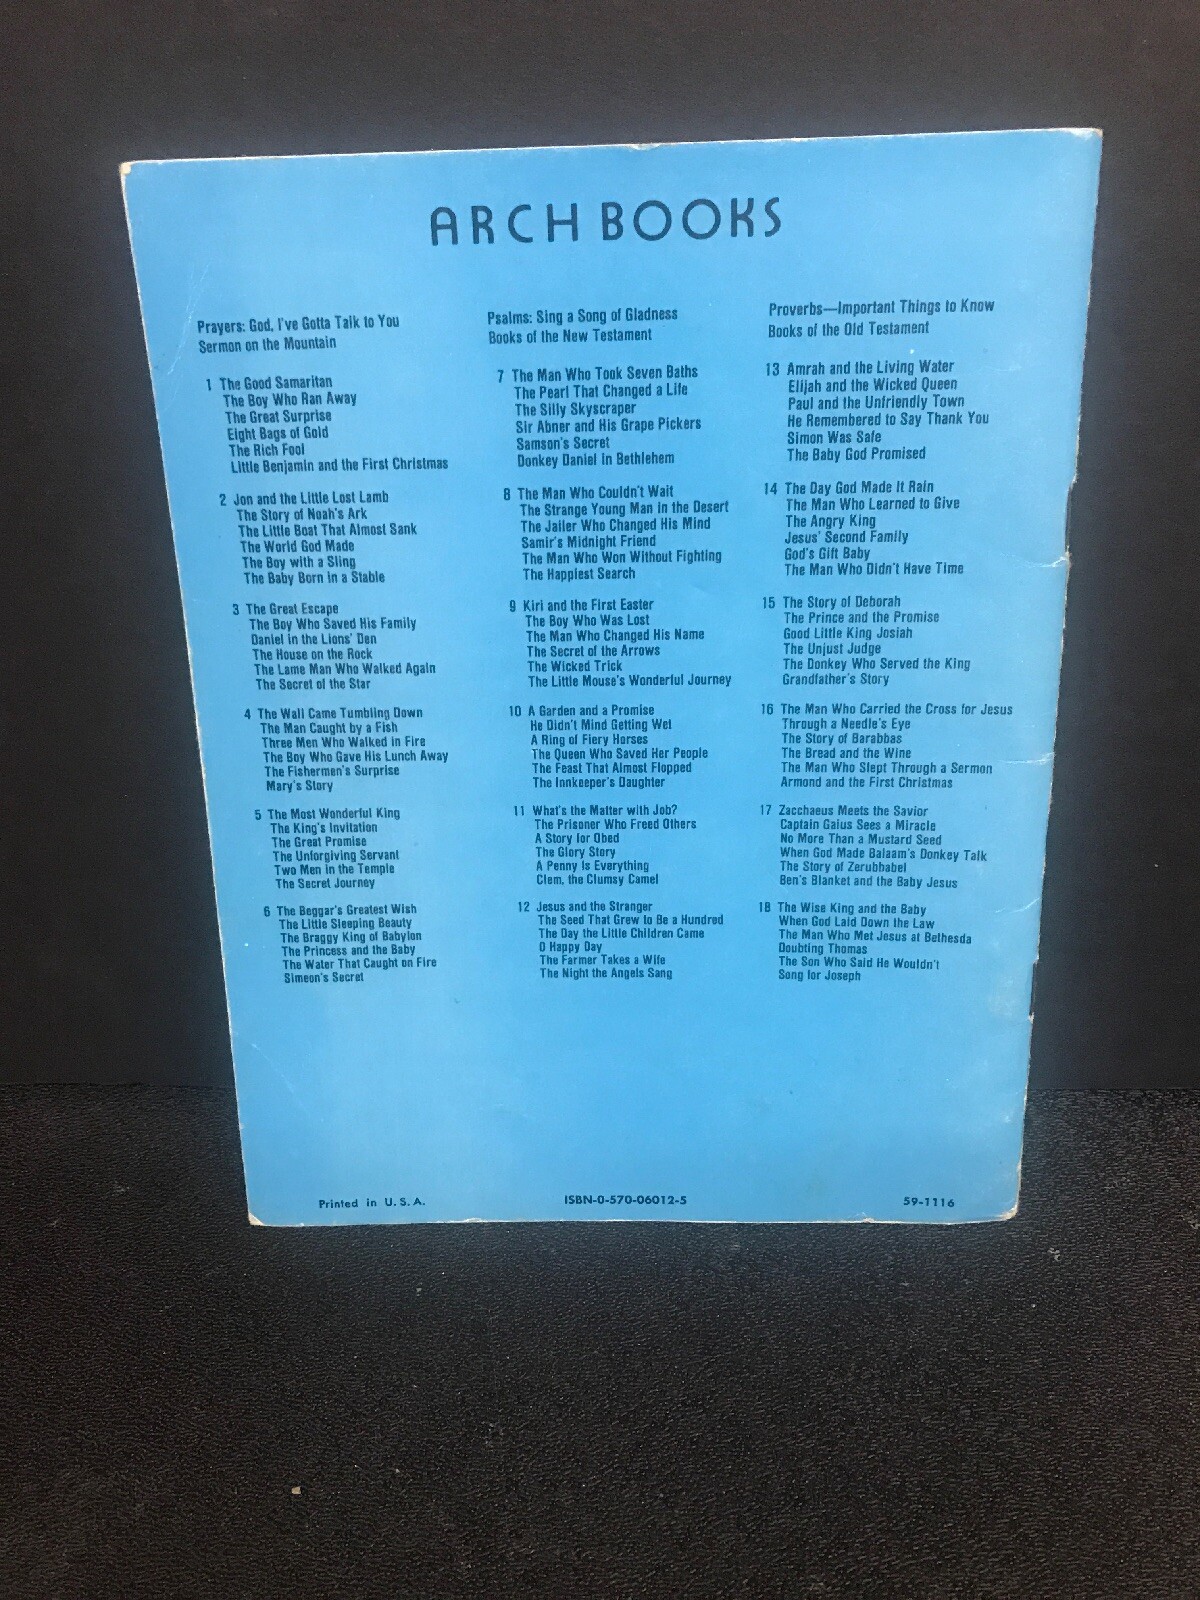 ARCH BOOKS
Prayers: God, I've Gotta Talk to You
Sermon on the Mountain
1 The Good Samaritan
The Boy Who Ran Away
The Great Surprise
Eight Bags of Gold
The Rich Fool
Little Benjamin and the First Christmas
2 Jon and the Little Lost Lamb
The Story of Noah's Ark
The Little Boat That Almost Sank
The World God Made
The Boy with a Sling
The Baby Born in a Stable
3 The Great Escape
The Boy Who Saved His Family
Daniel in the Lions' Den
The House on the Rock
The Lame Man Who Walked Again
The Secret of the Star
4 The Wall Came Tumbling Down
The Man Caught by a Fish
Three Men Who Walked in Fire
The Boy Who Gave His Lunch Away
The Fishermen's Surprise
Mary's Story
5 The Most Wonderful King
The King's Invitation
The Great Promise
The Unforgiving Servant
Two Men in the Temple
The Secret Journey
6 The Beggar's Greatest Wish
The Little Sleeping Beauty
The Braggy King of Babylon
The Princess and the Baby
The Water That Caught on Fire
Simeon's Secret
Psalms: Sing a Song of Gladness
Books of the New Testament
7 The Man Who Took Seven Baths
The Pearl That Changed a Life
The Silly Skyscraper
Sir Abner and His Grape Pickers
Samson's Secret
Donkey Daniel in Bethlehem
8 The Man Who Couldn't Wait
The Strange Young Man in the Desert
The Jailer Who Changed His Mind
Samir's Midnight Friend
The Man Who Won Without Fighting
The Happiest Search
9 Kiri and the First Easter
The Boy Who Was Lost
The Man Who Changed His Name
The Secret of the Arrows
The Wicked Trick
The Little Mouse's Wonderful Journey
10 A Garden and a Promise
He Didn't Mind Getting Wet
A Ring of Fiery Horses
The Queen Who Saved Her People
The Feast That Almost Flopped
The Innkeeper's Daughter
11 What's the Matter with Job?
The Prisoner Who Freed Others
A Story for Obed
The Glory Story
A Penny Is Everything
Clem, the Clumsy Camel
12 Jesus and the Stranger
The Seed That Grew to Be a Hundred
The Day the Little Children Came
O Happy Day
The Farmer Takes a Wife
The Night the Angels Sang
Proverbs—Important Things to Know
Books of the Old Testament
13 Amrah and the Living Water
Elijah and the Wicked Queen
Paul and the Unfriendly Town
He Remembered to Say Thank You
Simon Was Safe
The Baby God Promised
14 The Day God Made It Rain
The Man Who Learned to Give
The Angry King
Jesus' Second Family
God's Gift Baby
The Man Who Didn't Have Time
15 The Story of Deborah
The Prince and the Promise
Good Little King Josiah
The Unjust Judge
The Donkey Who Served the King
Grandfather's Story
16 The Man Who Carried the Cross for Jesus
Through a Needle's Eye
The Story of Barabbas
The Bread and the Wine
The Man Who Slept Through a Sermon
Armond and the First Christmas
17 Zacchaeus Meets the Savior
Captain Gaius Sees a Miracle
No More Than a Mustard Seed
When God Made Balaam's Donkey Talk
The Story of Zerubbabel
Ben's Blanket and the Baby Jesus
18 The Wise King and the Baby
When God Laid Down the Law
The Man Who Met Jesus at Bethesda
Doubting Thomas
The Son Who Said He Wouldn't
Song for Joseph
Printed in U.S.A.
ISBN-0-570-06012-5
59-1116